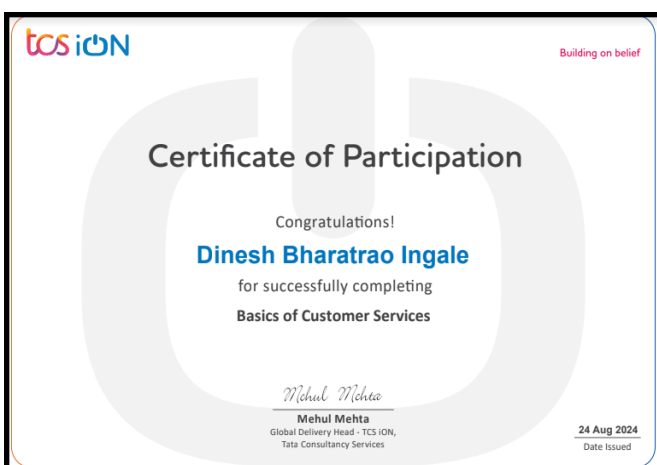 tcs iON
Building on belief
Certificate of Participation
Congratulations!
Dinesh Bharatrao Ingale
for successfully completing
Basics of Customer Services
Mehul Mehta
Mehul Mehta
Global Delivery Head - TCS iON,
Tata Consultancy Services
24 Aug 2024
Date Issued